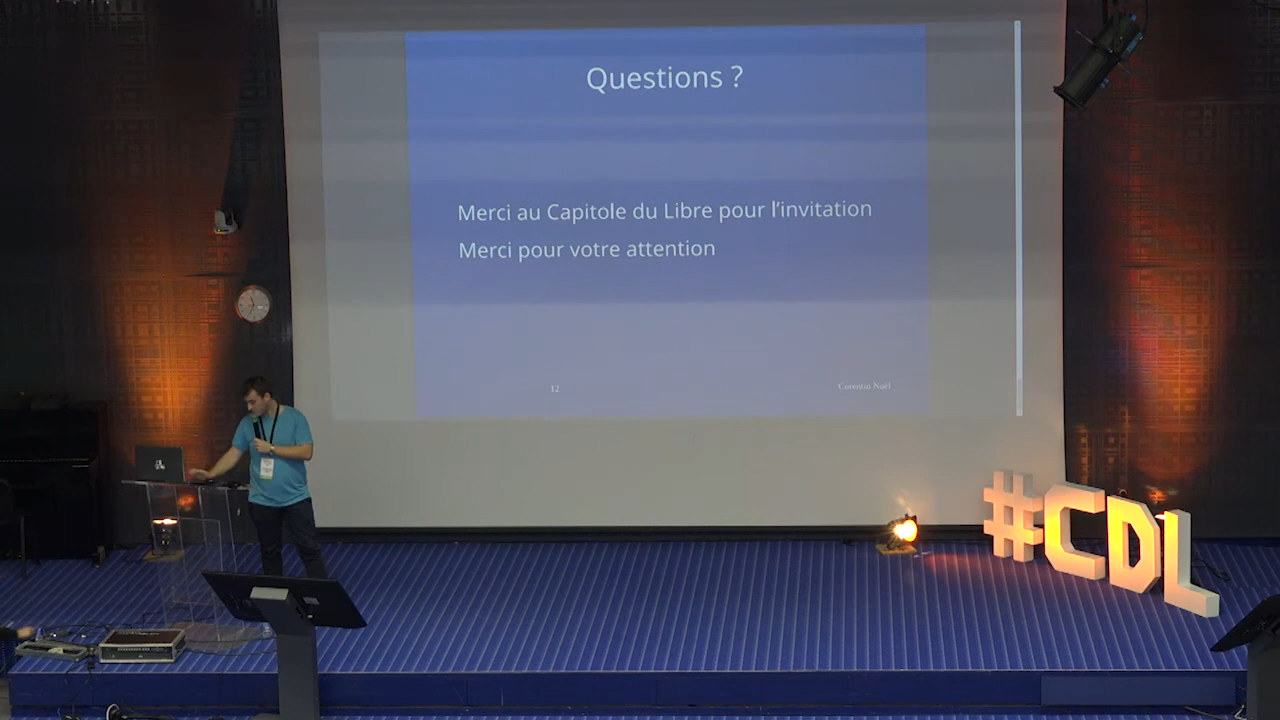 Questions ?
Merci au Capitole du Libre pour l'invitation
Merci pour votre attention
12
Corentin Noël
#CDL